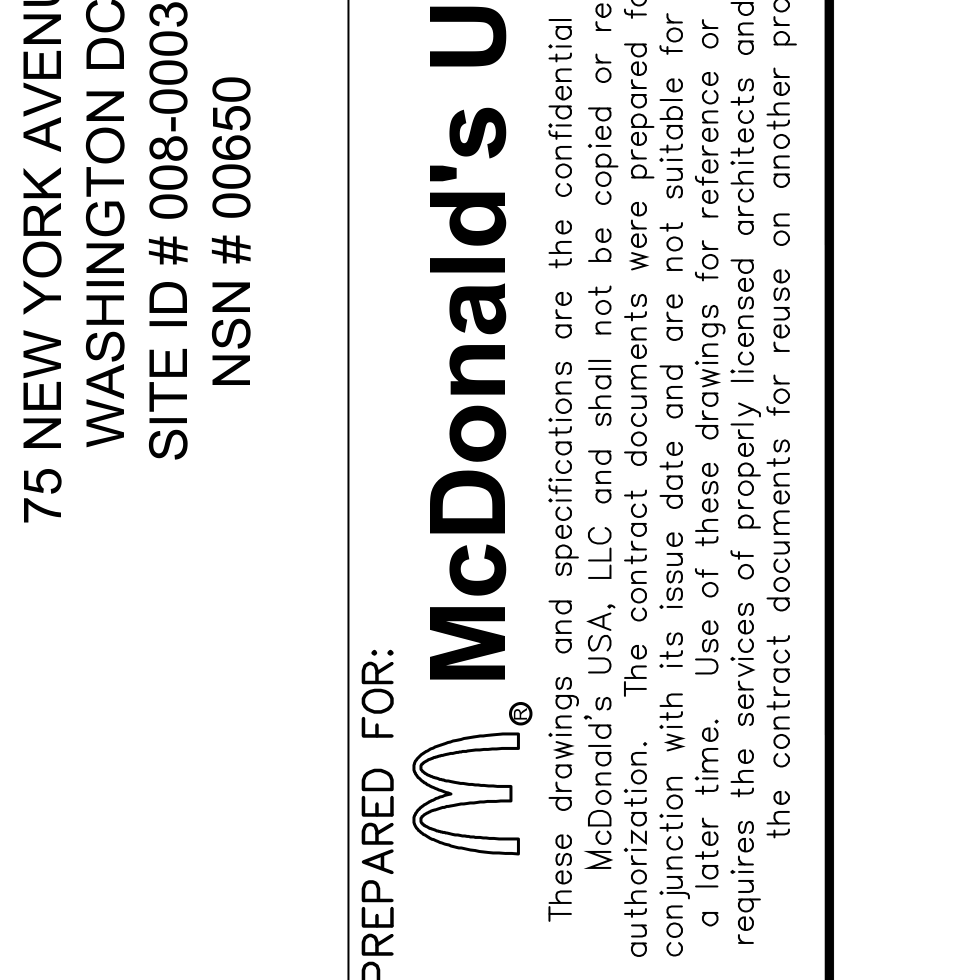 75 NEW YORK AVENU
WASHINGTON DC
SITE ID # 008-0003
NSN # 00650
PREPARED FOR:
® McDonald's U
These drawings and specifications are the confidential
McDonald's USA, LLC and shall not be copied or re
authorization. The contract documents were prepared fo
conjunction with its issue date and are not suitable for
a later time. Use of these drawings for reference or
requires the services of properly licensed architects and
the contract documents for reuse on another pro